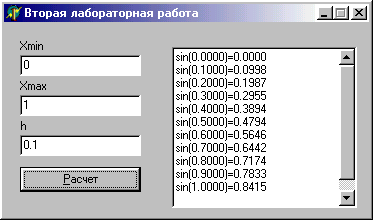 Вторая лабораторная работа
Xmin
0
Xmax
1
h
0.1
Расчет
sin(0.0000)=0.0000
sin(0.1000)=0.0998
sin(0.2000)=0.1987
sin(0.3000)=0.2955
sin(0.4000)=0.3894
sin(0.5000)=0.4794
sin(0.6000)=0.5646
sin(0.7000)=0.6442
sin(0.8000)=0.7174
sin(0.9000)=0.7833
sin(1.0000)=0.8415